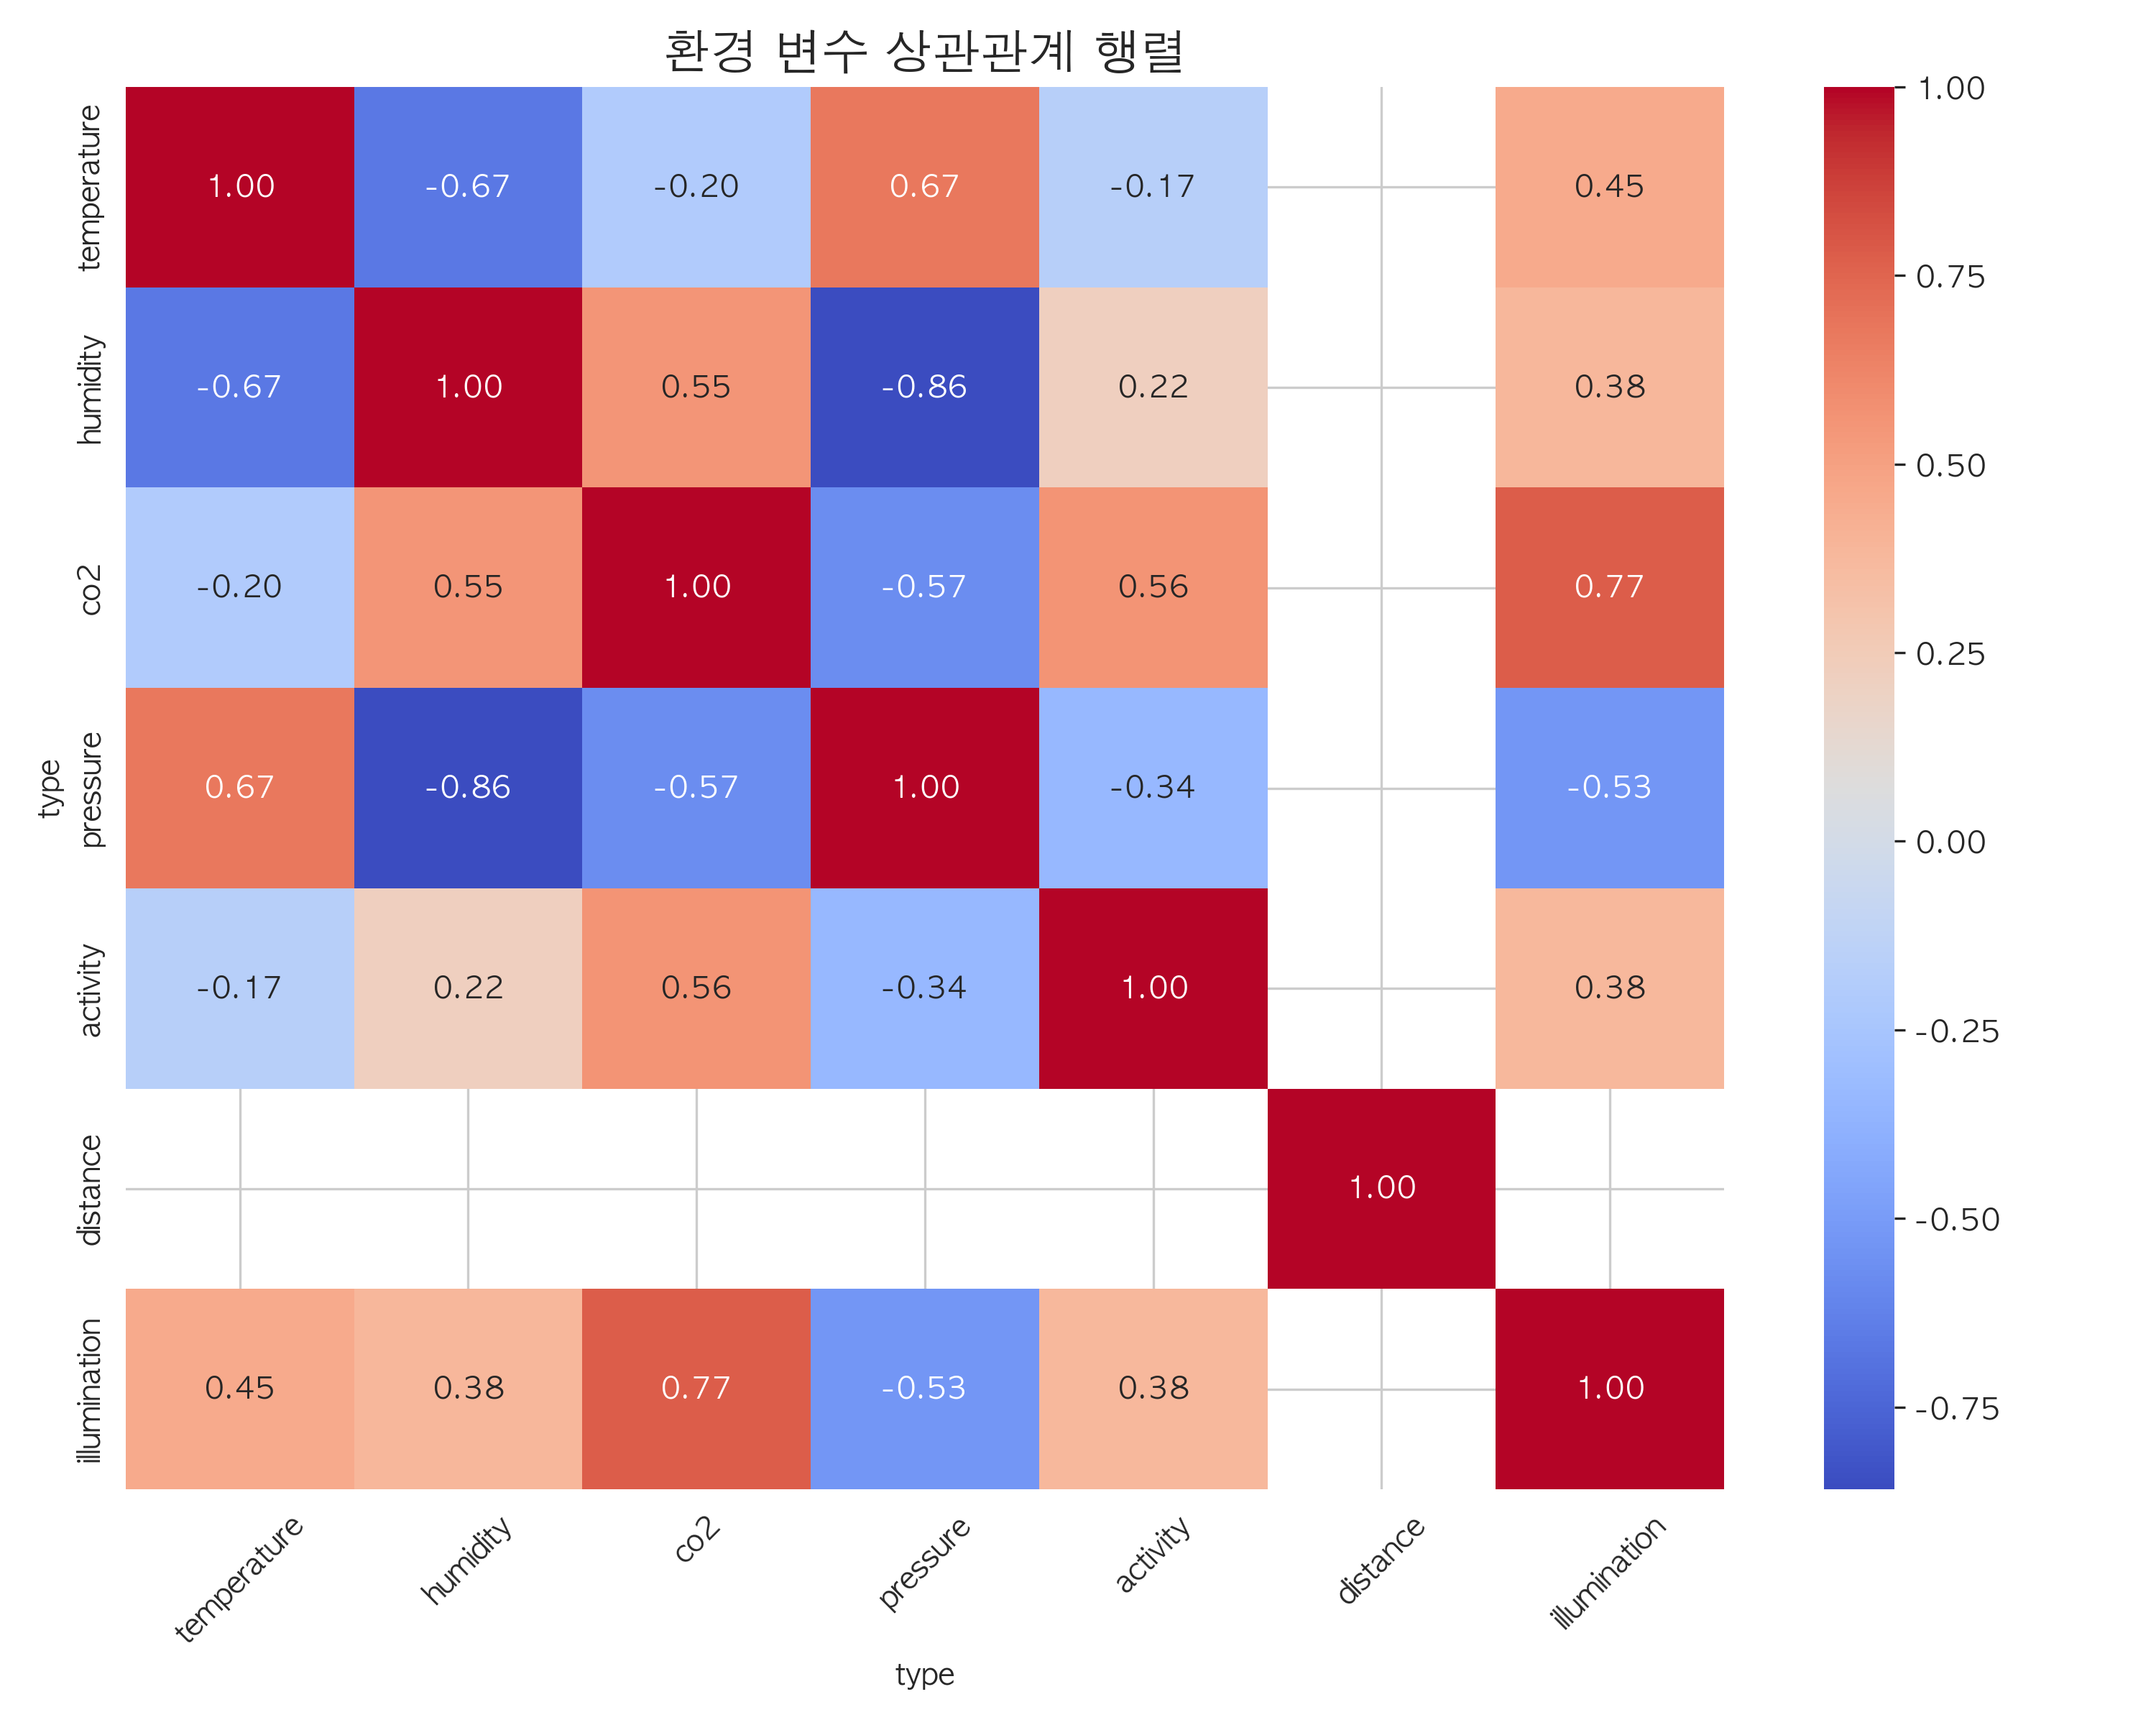 환경 변수 상관관계 행렬
type
temperature
1.00 -0.67 -0.20 0.67 -0.17 0.45
humidity
-0.67 1.00 0.55 -0.86 0.22 0.38
co2
-0.20 0.55 1.00 -0.57 0.56 0.77
pressure
0.67 -0.86 -0.57 1.00 -0.34 -0.53
activity
-0.17 0.22 0.56 -0.34 1.00 0.38
distance
1.00
illumination
0.45 0.38 0.77 -0.53 0.38 1.00
temperature humidity co2 pressure activity distance illumination
type
1.00
0.75
0.50
0.25
0.00
-0.25
-0.50
-0.75